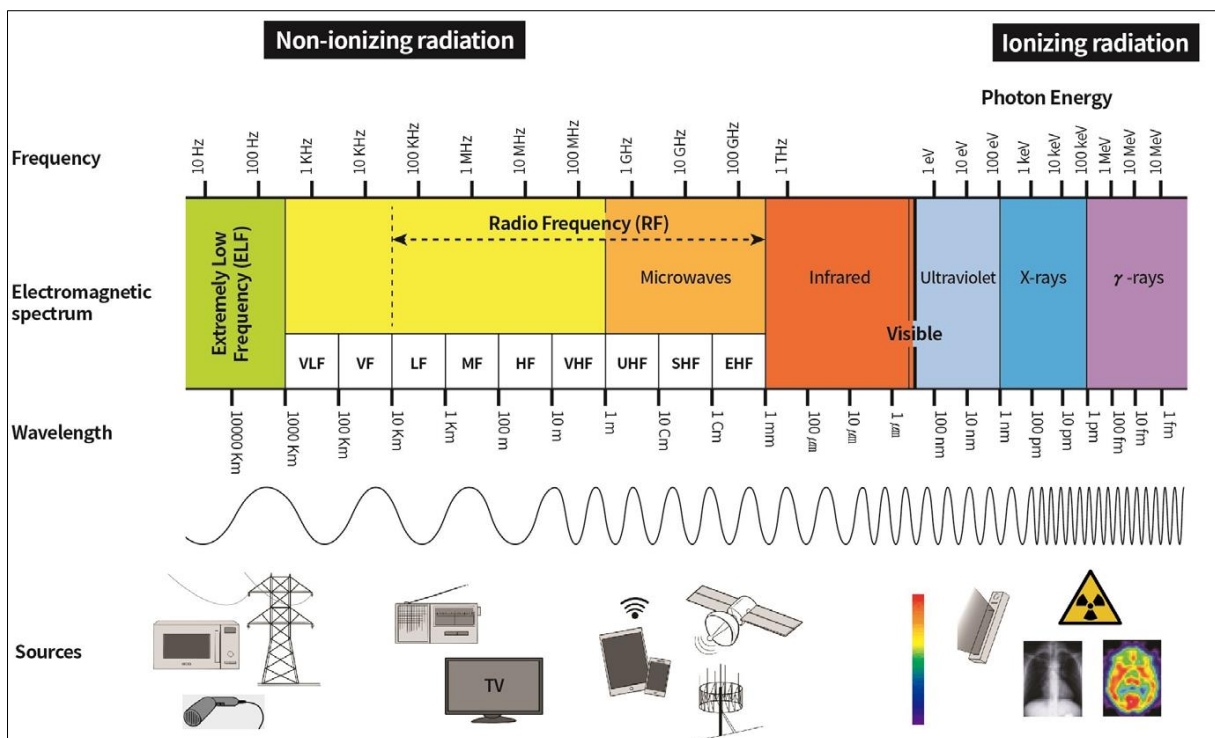 Non-ionizing radiation
Ionizing radiation
Photon Energy
Frequency
10 Hz
100 Hz
1 KHz
10 KHz
100 KHz
1 MHz
10 MHz
100 MHz
1 GHz
10 GHz
100 GHz
1 THz
1 eV
10 eV
100 eV
1 keV
10 keV
100 keV
1 MeV
10 MeV
10 MeV
Electromagnetic
spectrum
Extremely Low
Frequency (ELF)
Radio Frequency (RF)
Microwaves
Infrared
Visible
Ultraviolet
X-rays
γ -rays
VLF
VF
LF
MF
HF
VHF
UHF
SHF
EHF
Wavelength
100000 Km
1000 Km
100 Km
10 Km
1 Km
100 m
10 m
1 m
10 Cm
1 Cm
1 mm
100 ㎛
10 ㎛
1 ㎛
100 nm
10 nm
1 nm
100 pm
10 pm
1 pm
100 fm
10 fm
1 fm
Sources
TV